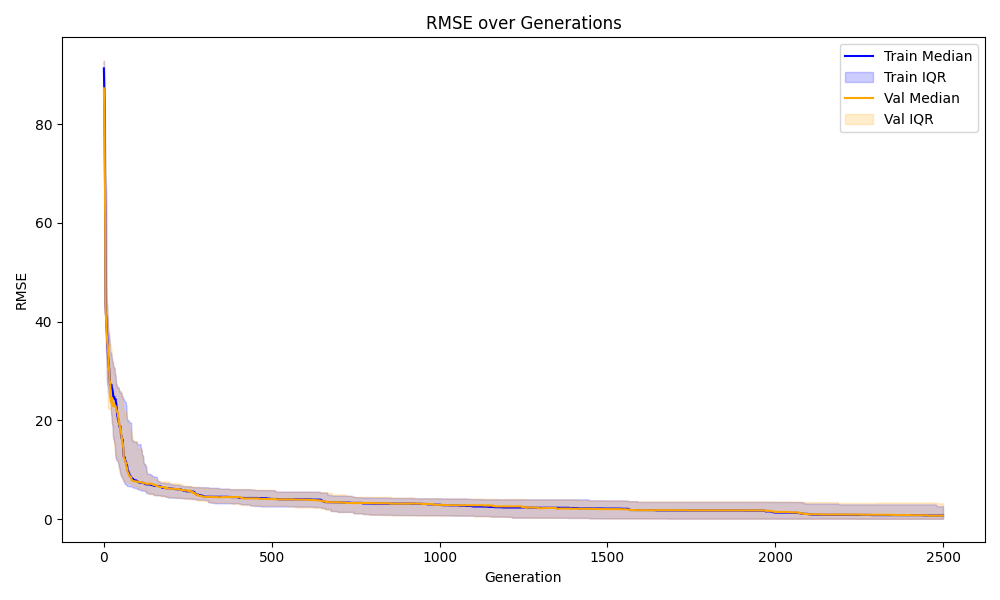 RMSE over Generations
Train Median
Train IQR
Val Median
Val IQR
RMSE
80
60
40
20
0
0 500 1000 1500 2000 2500
Generation